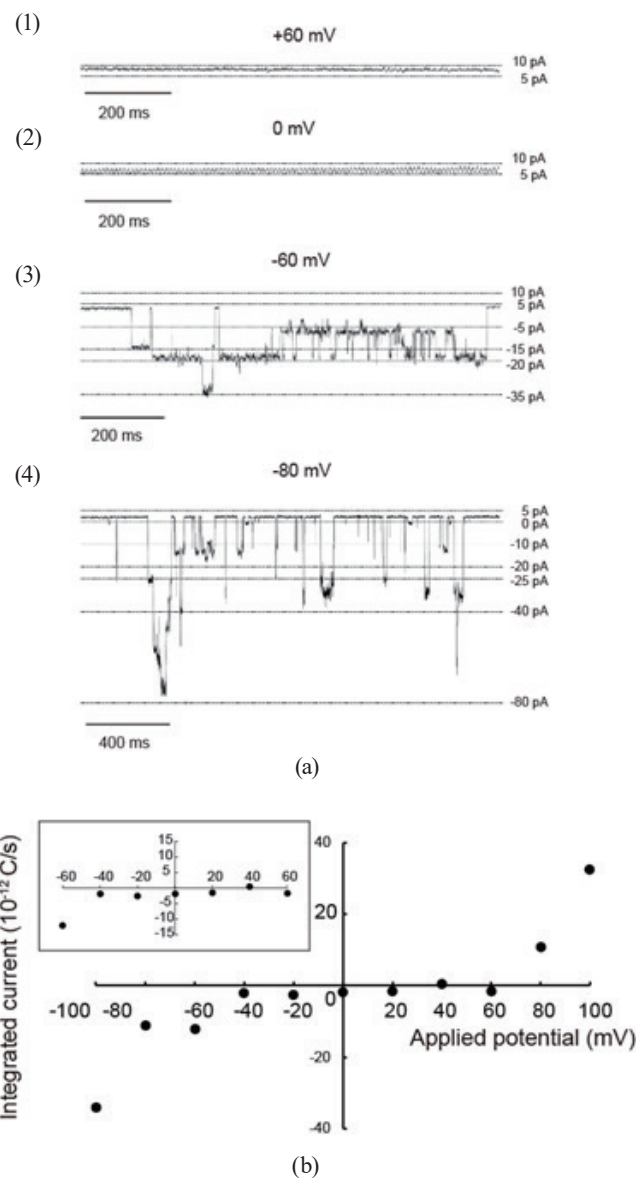 (1)
+60 mV
10 pA
5 pA
200 ms
(2)
0 mV
10 pA
5 pA
200 ms
(3)
-60 mV
10 pA
5 pA
-5 pA
-15 pA
-20 pA
-35 pA
200 ms
(4)
-80 mV
5 pA
0 pA
-10 pA
-20 pA
-25 pA
-40 pA
-80 pA
400 ms
(a)
Integrated current (10⁻¹² C/s)
15
10
5
-60 -40 -20 0 20 40 60
-5
-10
-15
40
20
0
-100 -80 -60 -40 -20 20 40 60 80 100
Applied potential (mV)
-20
-40
(b)